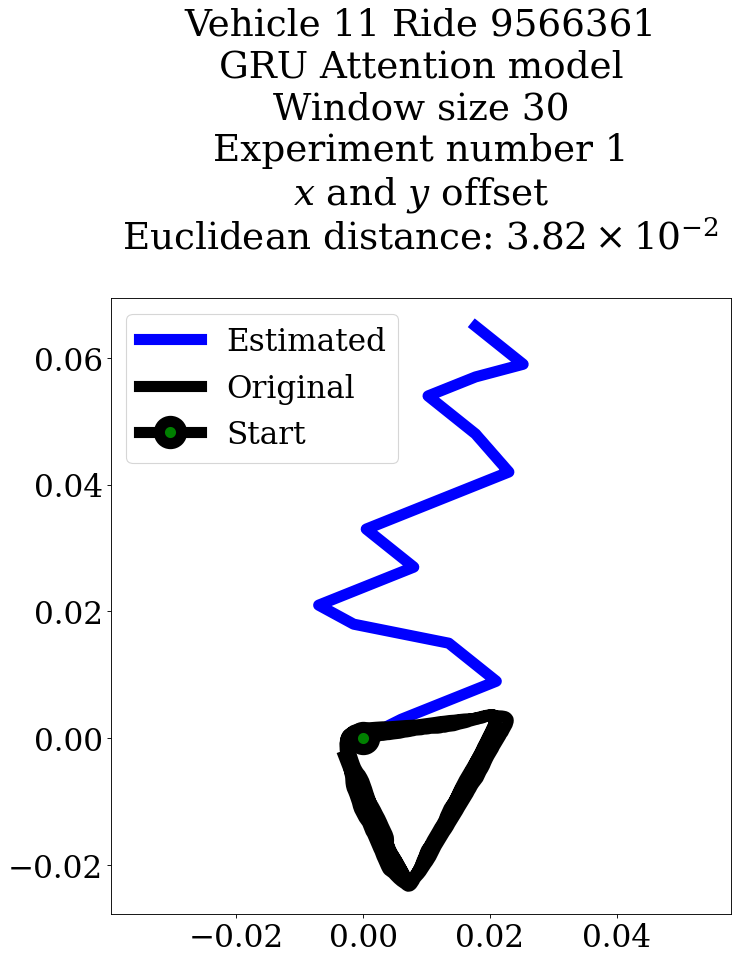 Vehicle 11 Ride 9566361
GRU Attention model
Window size 30
Experiment number 1
x and y offset
Euclidean distance: 3.82 × 10⁻²
Estimated
Original
Start
0.06
0.04
0.02
0.00
−0.02
−0.02 0.00 0.02 0.04